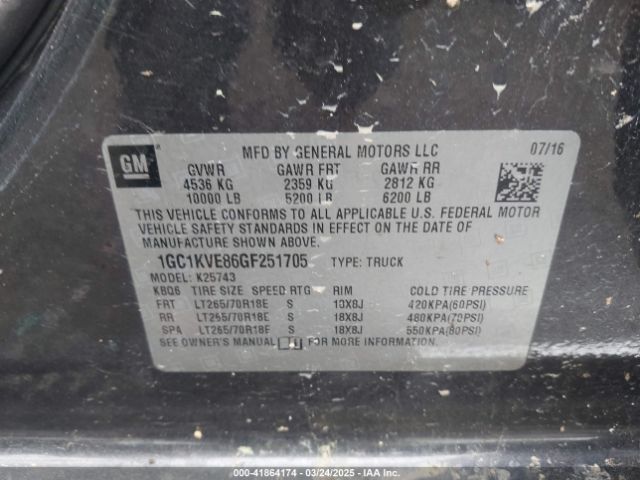 GM
MFD BY GENERAL MOTORS LLC 07/16
GVWR GAWR FRT GAWR RR
4536 KG 2359 KG 2812 KG
10000 LB 5200 LB 6200 LB
THIS VEHICLE CONFORMS TO ALL APPLICABLE U.S. FEDERAL MOTOR
VEHICLE SAFETY STANDARDS IN EFFECT ON THE DATE OF
MANUFACTURE SHOWN ABOVE.
1GC1KVE86GF251705 TYPE: TRUCK
MODEL: K25743
KBQ6 TIRE SIZE SPEED RTG RIM COLD TIRE PRESSURE
FRT LT265/70R18E S 18X8J 420KPA(60PSI)
RR LT265/70R18E S 18X8J 480KPA(70PSI)
SPA LT265/70R18E S 18X8J 550KPA(80PSI)
SEE OWNER'S MANUAL FOR MORE INFORMATION.
000-41864174 | 03/24/2025 - IAA Inc.